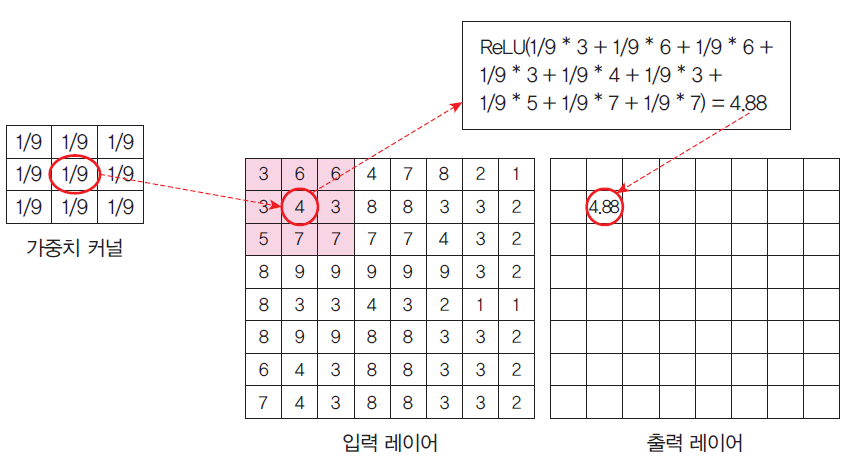 ReLU(1/9 * 3 + 1/9 * 6 + 1/9 * 6 +
1/9 * 3 + 1/9 * 4 + 1/9 * 3 +
1/9 * 5 + 1/9 * 7 + 1/9 * 7) = 4.88
1/9 1/9 1/9
1/9 1/9 1/9
1/9 1/9 1/9
가중치 커널
3 6 6 4 7 8 2 1
3 4 3 8 8 3 3 2
5 7 7 7 7 4 3 2
8 9 9 9 9 9 3 2
8 3 3 4 3 2 1 1
8 9 9 8 8 3 3 2
6 4 3 8 8 3 3 2
7 4 3 8 8 3 3 2
입력 레이어
4.88
출력 레이어